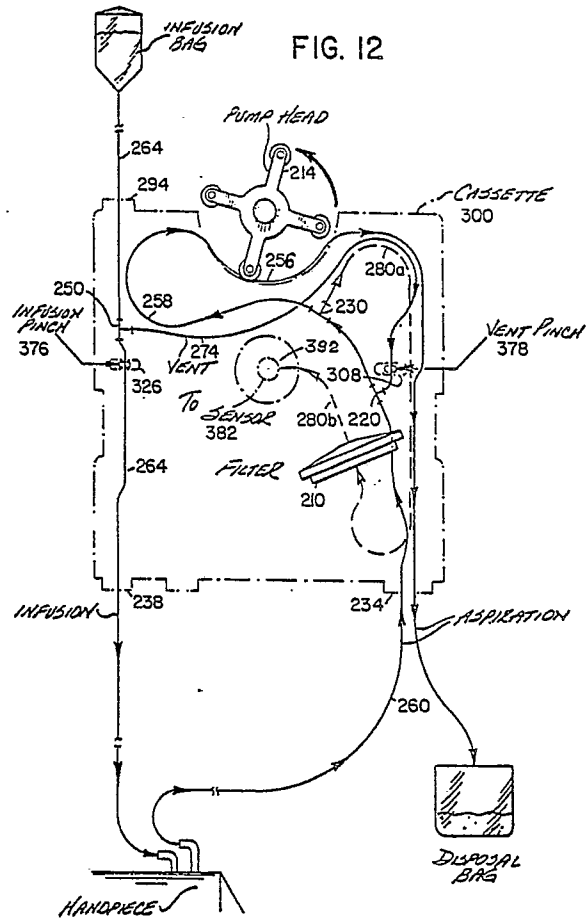 FIG. 12
INFUSION
BAG
PUMP HEAD
264
214
294
CASSETTE
300
256
280a
250
258
230
INFUSION
PINCH
376
274
VENT
392
VENT PINCH
378
326
308
TO
SENSOR
382
280b
220
264
FILTER
210
INFUSION
238
234
ASPIRATION
260
DISPOSAL
BAG
HANDPIECE